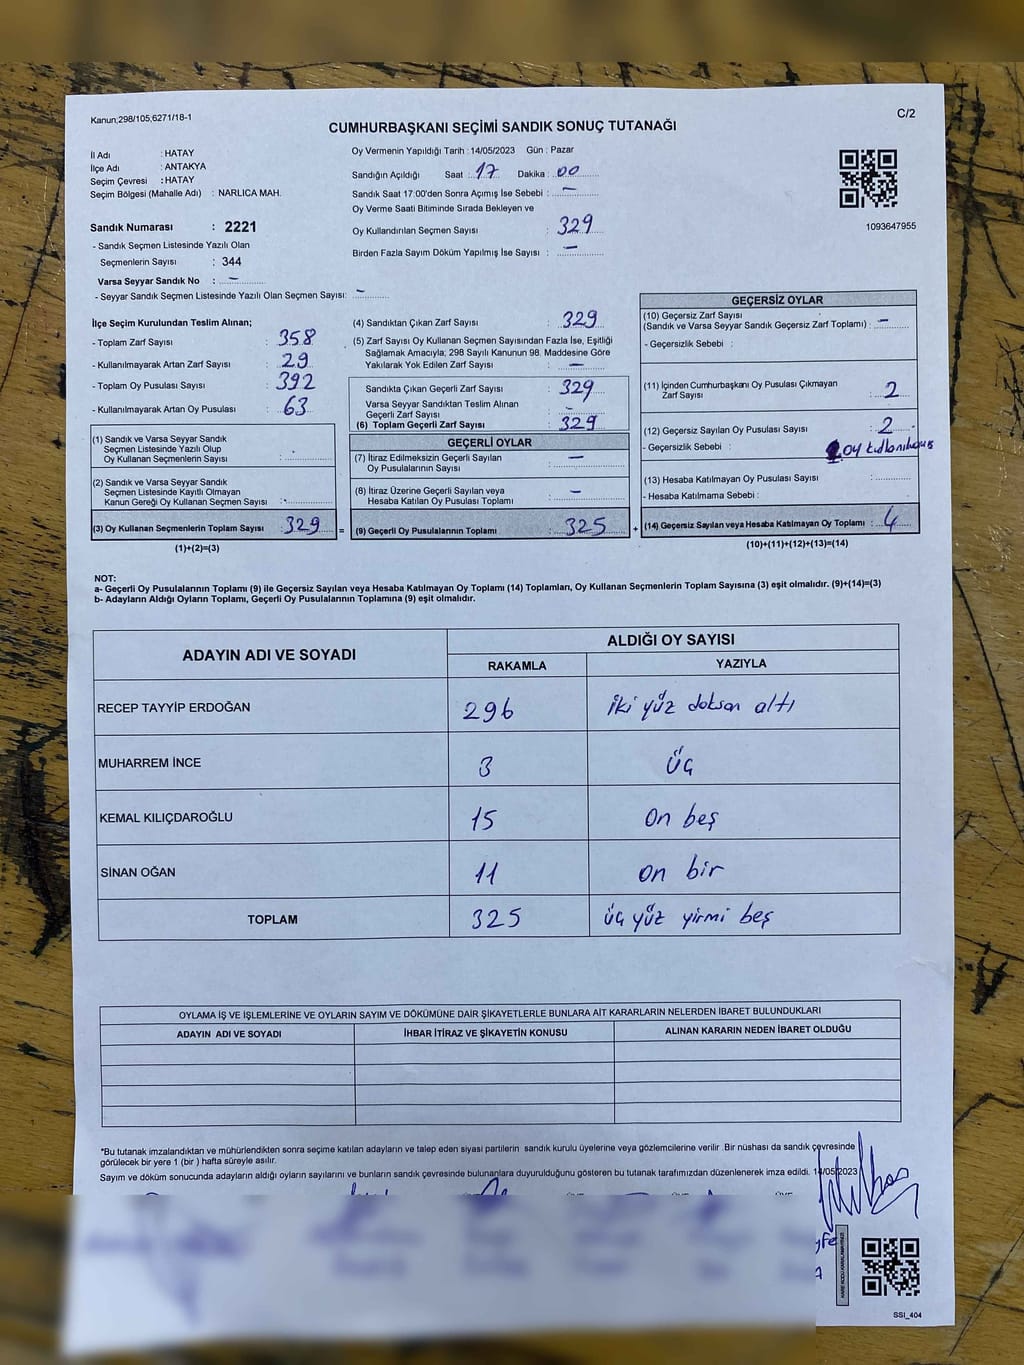 Kanun;298/105;6271/18-1
C/2
CUMHURBAŞKANI SEÇİMİ SANDIK SONUÇ TUTANAĞI
İl Adı : HATAY
İlçe Adı : ANTAKYA
Seçim Çevresi : HATAY
Seçim Bölgesi (Mahalle Adı) : NARLICA MAH.
Sandık Numarası : 2221
- Sandık Seçmen Listesinde Yazılı Olan
Seçmenlerin Sayısı : 344
Varsa Seyyar Sandık No : –
- Seyyar Sandık Seçmen Listesinde Yazılı Olan Seçmen Sayısı: –
Oy Vermenin Yapıldığı Tarih : 14/05/2023 Gün : Pazar
Sandığın Açıldığı Saat : 17 Dakika : 00
Sandık Saat 17:00'den Sonra Açımış İse Sebebi : –
Oy Verme Saati Bitiminde Sırada Bekleyen ve
Oy Kullandırılan Seçmen Sayısı : 329
Birden Fazla Sayım Döküm Yapılmış İse Sayısı : –
1093647955
İlçe Seçim Kurulundan Teslim Alınan;
- Toplam Zarf Sayısı : 358
- Kullanılmayarak Artan Zarf Sayısı : 29
- Toplam Oy Pusulası Sayısı : 392
- Kullanılmayarak Artan Oy Pusulası : 63
(1) Sandık ve Varsa Seyyar Sandık
Seçmen Listesinde Yazılı Olup
Oy Kullanan Seçmenlerin Sayısı :
(2) Sandık ve Varsa Seyyar Sandık
Seçmen Listesinde Kayıtlı Olmayan
Kanun Gereği Oy Kullanan Seçmen Sayısı :
(3) Oy Kullanan Seçmenlerin Toplam Sayısı : 329 =
(1)+(2)=(3)
(4) Sandıktan Çıkan Zarf Sayısı : 329
(5) Zarf Sayısı Oy Kullanan Seçmen Sayısından Fazla İse, Eşitliği
Sağlamak Amacıyla; 298 Sayılı Kanunun 98. Maddesine Göre
Yakılarak Yok Edilen Zarf Sayısı : –
Sandıkta Çıkan Geçerli Zarf Sayısı : 329
Varsa Seyyar Sandıktan Teslim Alınan
Geçerli Zarf Sayısı : –
(6) Toplam Geçerli Zarf Sayısı : 329
GEÇERLİ OYLAR
(7) İtiraz Edilmeksizin Geçerli Sayılan
Oy Pusulalarının Sayısı : –
(8) İtiraz Üzerine Geçerli Sayılan veya
Hesaba Katılan Oy Pusulası Toplamı : –
(9) Geçerli Oy Pusulalarının Toplamı : 325 +
GEÇERSİZ OYLAR
(10) Geçersiz Zarf Sayısı
(Sandık ve Varsa Seyyar Sandık Geçersiz Zarf Toplamı) : –
- Geçersizlik Sebebi :
(11) İçinden Cumhurbaşkanı Oy Pusulası Çıkmayan
Zarf Sayısı : 2
(12) Geçersiz Sayılan Oy Pusulası Sayısı : 2
- Geçersizlik Sebebi :
(13) Hesaba Katılmayan Oy Pusulası Sayısı :
- Hesaba Katılmama Sebebi :
(14) Geçersiz Sayılan veya Hesaba Katılmayan Oy Toplamı : 4
(10)+(11)+(12)+(13)=(14)
NOT:
a- Geçerli Oy Pusulalarının Toplamı (9) ile Geçersiz Sayılan veya Hesaba Katılmayan Oy Toplamı (14) Toplamları, Oy Kullanan Seçmenlerin Toplam Sayısına (3) eşit olmalıdır. (9)+(14)=(3)
b- Adayların Aldığı Oyların Toplamı, Geçerli Oy Pusulalarının Toplamına (9) eşit olmalıdır.
ADAYIN ADI VE SOYADI
ALDIĞI OY SAYISI
RAKAMLA YAZIYLA
RECEP TAYYİP ERDOĞAN 296 iki yüz doksan altı
MUHARREM İNCE 3 üç
KEMAL KILIÇDAROĞLU 15 On beş
SİNAN OĞAN 11 on bir
TOPLAM 325 üç yüz yirmi beş
OYLAMA İŞ VE İŞLEMLERİNE VE OYLARIN SAYIM VE DÖKÜMÜNE DAİR ŞİKAYETLERLE BUNLARA AİT KARARLARIN NELERDEN İBARET BULUNDUKLARI
ADAYIN ADI VE SOYADI İHBAR İTİRAZ VE ŞİKAYETİN KONUSU ALINAN KARARIN NEDEN İBARET OLDUĞU
*Bu tutanak imzalandıktan ve mühürlendikten sonra seçime katılan adayların ve talep eden siyasi partilerin sandık kurulu üyelerine veya gözlemcilerine verilir .Bir nüshası da sandık çevresinde
görülecek bir yere 1 (bir ) hafta süreyle asılır.
Sayım ve döküm sonucunda adayların aldığı oyların sayılarını ve bunların sandık çevresinde bulunanlara duyurulduğunu gösteren bu tutanak tarafımızdan düzenlenerek imza edildi. 14/05/2023
SSI_404